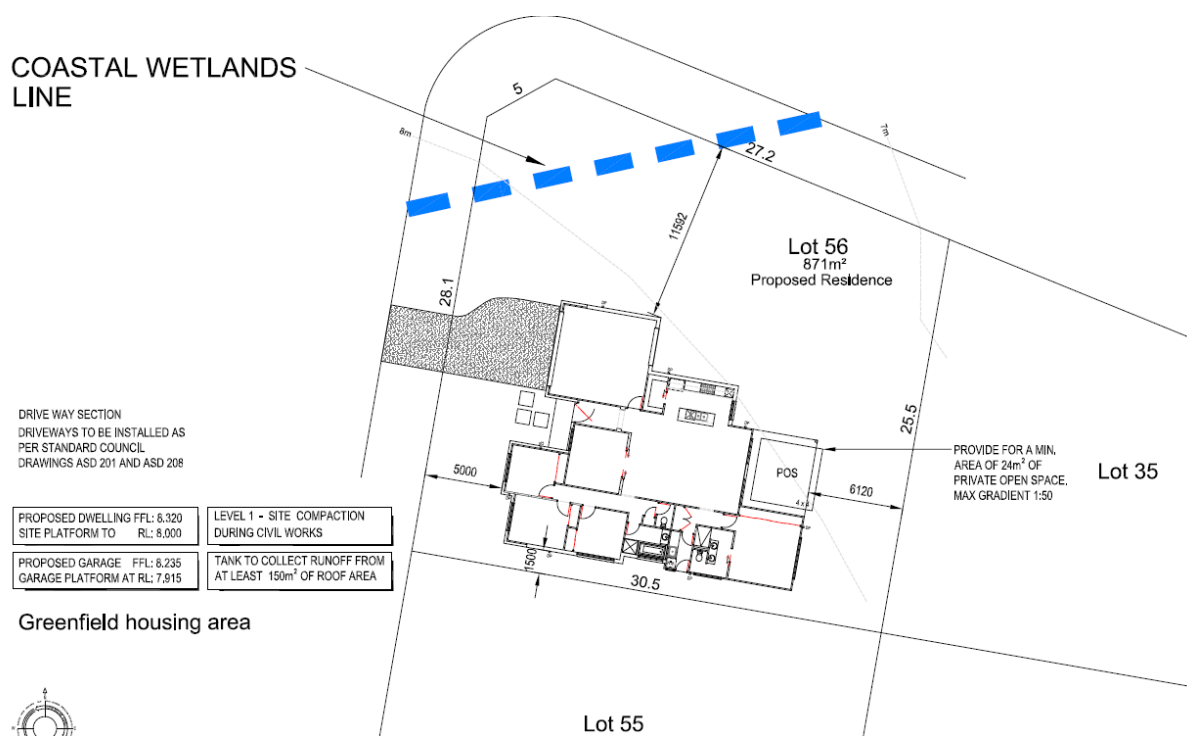 COASTAL WETLANDS
LINE
5
8m
7m
27.2
11592
Lot 56
871m²
Proposed Residence
28.1
25.5
DRIVE WAY SECTION
DRIVEWAYS TO BE INSTALLED AS
PER STANDARD COUNCIL
DRAWINGS ASD 201 AND ASD 208
PROVIDE FOR A MIN.
AREA OF 24m² OF
PRIVATE OPEN SPACE.
MAX GRADIENT 1:50
Lot 35
POS
5000
6120
PROPOSED DWELLING FFL: 8.320
SITE PLATFORM TO RL: 8.000
LEVEL 1 - SITE COMPACTION
DURING CIVIL WORKS
PROPOSED GARAGE FFL: 8.235
GARAGE PLATFORM AT RL: 7.915
TANK TO COLLECT RUNOFF FROM
AT LEAST 150m² OF ROOF AREA
1500
30.5
Greenfield housing area
Lot 55